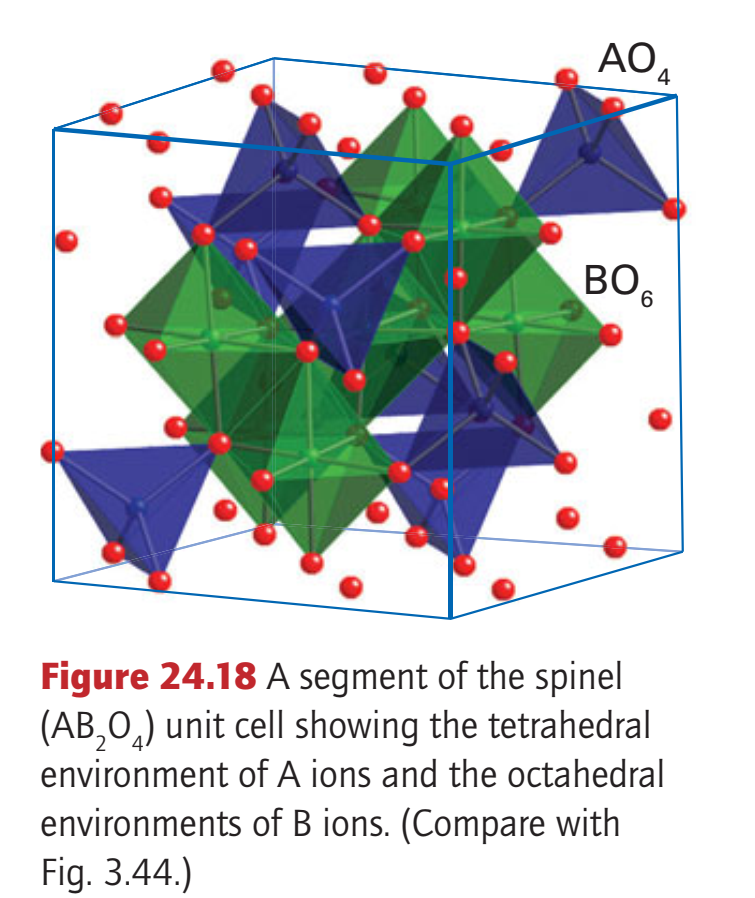 AO₄
BO₆
Figure 24.18 A segment of the spinel
(AB₂O₄) unit cell showing the tetrahedral
environment of A ions and the octahedral
environments of B ions. (Compare with
Fig. 3.44.)